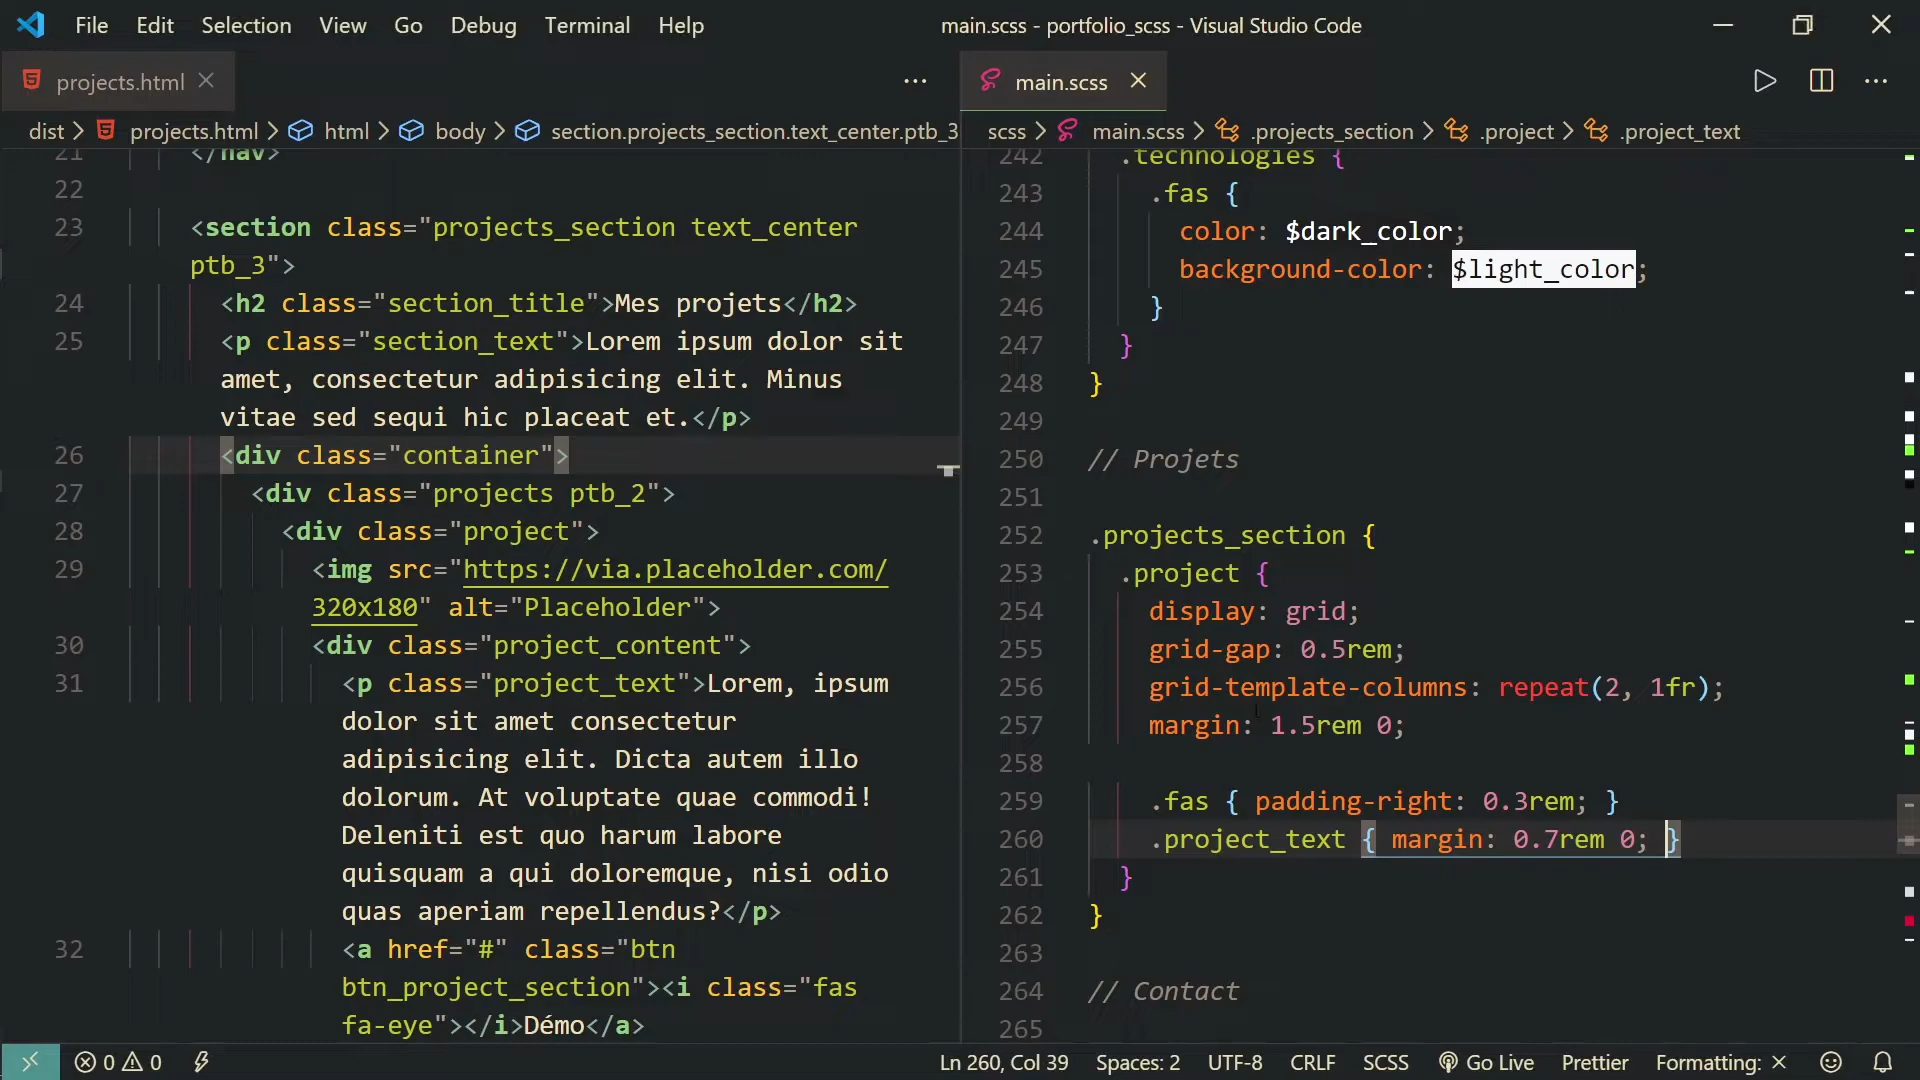 File Edit Selection View Go Debug Terminal Help
main.scss - portfolio_scss - Visual Studio Code
projects.html
dist > projects.html > html > body > section.projects_section.text_center.ptb_3
21 </nav>
22
23 <section class="projects_section text_center
ptb_3">
24 <h2 class="section_title">Mes projets</h2>
25 <p class="section_text">Lorem ipsum dolor sit
amet, consectetur adipisicing elit. Minus
vitae sed sequi hic placeat et.</p>
26 <div class="container">
27 <div class="projects ptb_2">
28 <div class="project">
29 <img src="https://via.placeholder.com/
320x180" alt="Placeholder">
30 <div class="project_content">
31 <p class="project_text">Lorem, ipsum
dolor sit amet consectetur
adipisicing elit. Dicta autem illo
dolorum. At voluptate quae commodi!
Deleniti est quo harum labore
quisquam a qui doloremque, nisi odio
quas aperiam repellendus?</p>
32 <a href="#" class="btn
btn_project_section"><i class="fas
fa-eye"></i>Démo</a>
main.scss
scss > main.scss > .projects_section > .project > .project_text
242 .technologies {
243 .fas {
244 color: $dark_color;
245 background-color: $light_color;
246 }
247 }
248 }
249
250 // Projets
251
252 .projects_section {
253 .project {
254 display: grid;
255 grid-gap: 0.5rem;
256 grid-template-columns: repeat(2, 1fr);
257 margin: 1.5rem 0;
258
259 .fas { padding-right: 0.3rem; }
260 .project_text { margin: 0.7rem 0; }
261 }
262 }
263
264 // Contact
265
0 0
Ln 260, Col 39 Spaces: 2 UTF-8 CRLF SCSS Go Live Prettier Formatting: ×